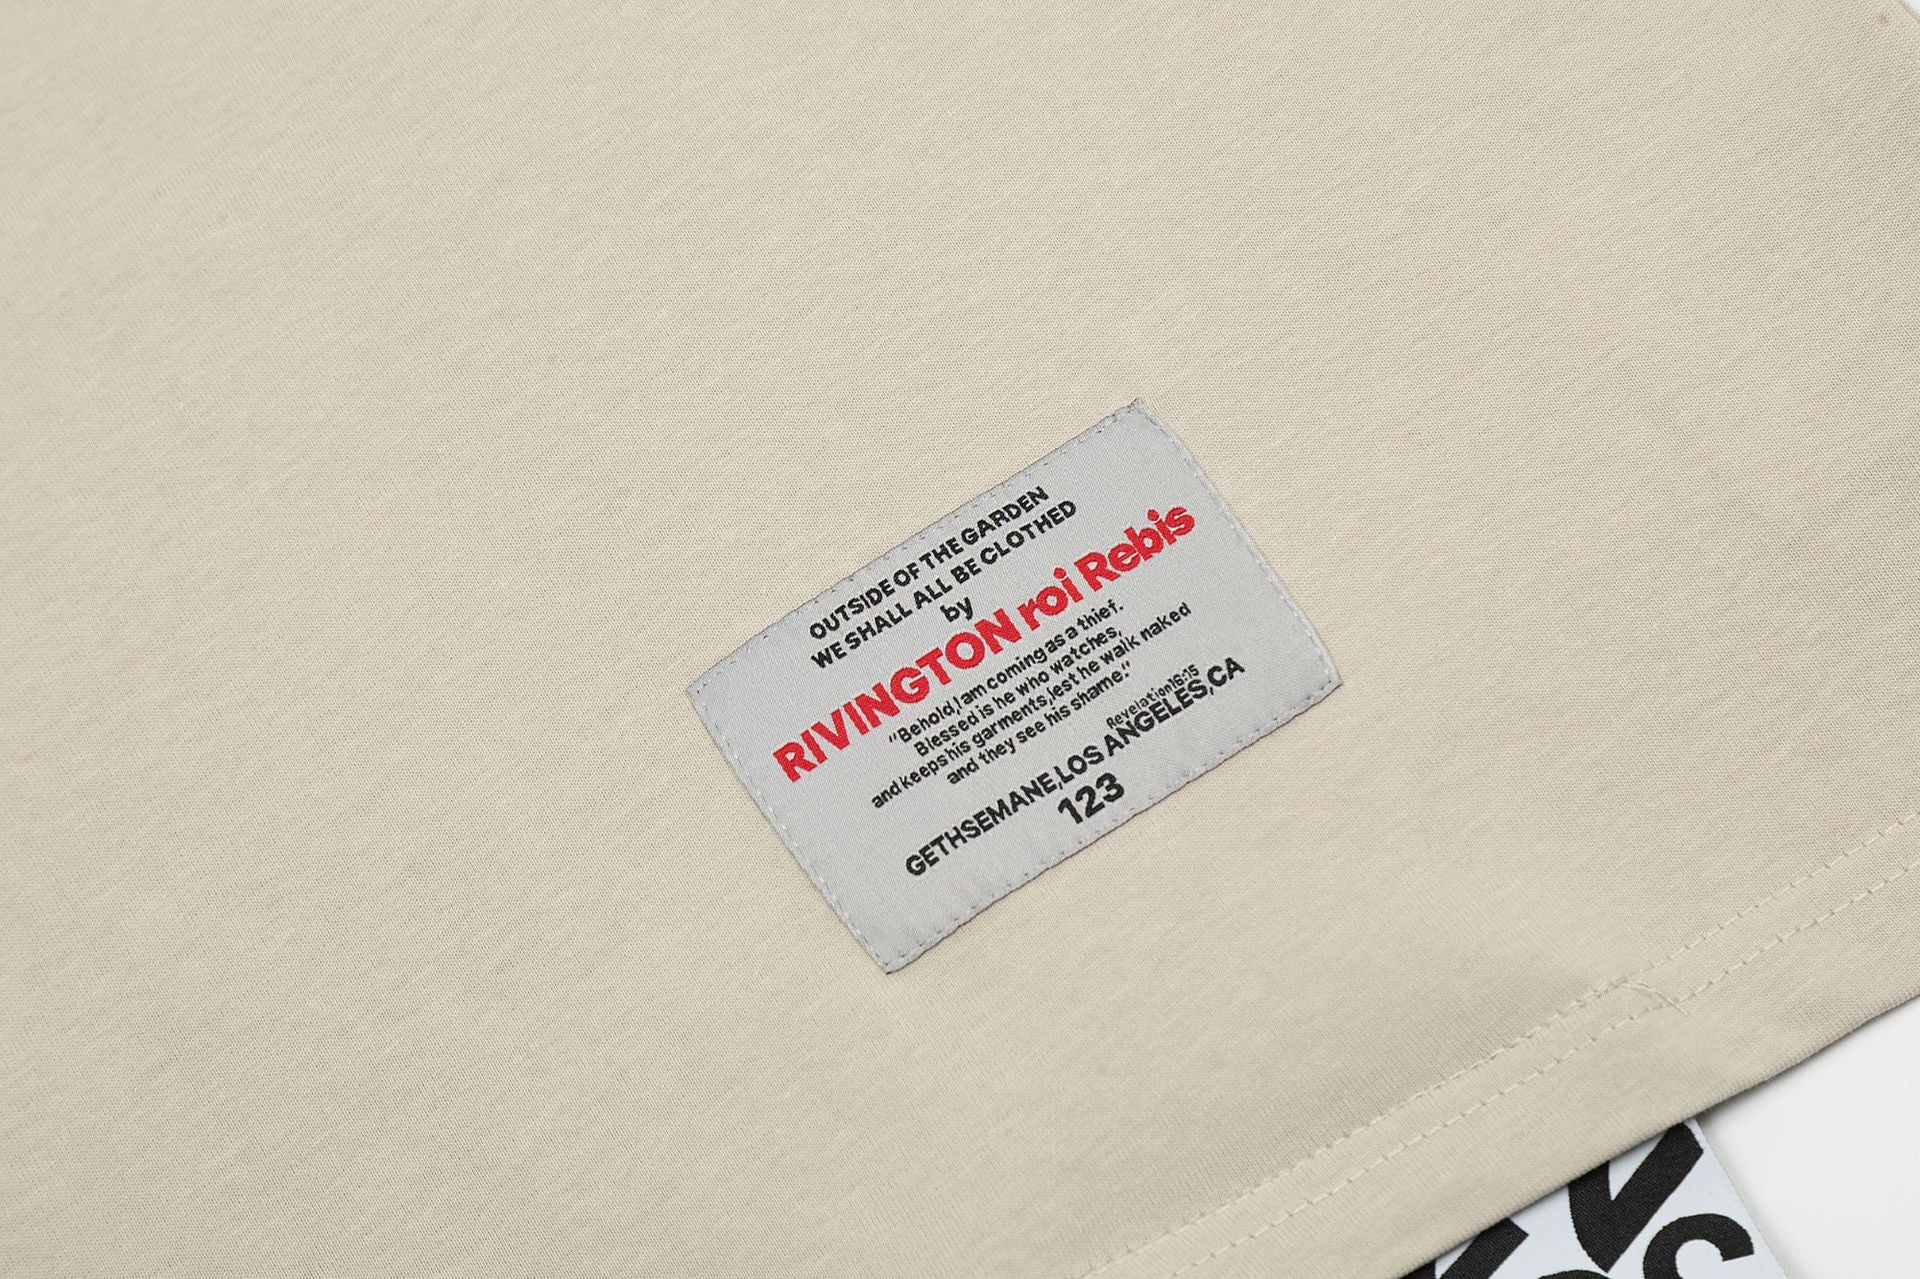 OUTSIDE OF THE GARDEN
WE SHALL ALL BE CLOTHED
by
RIVINGTON roi Rebis
"Behold, I am coming as a thief.
Blessed is he who watches,
and keeps his garments, lest he walk naked
and they see his shame."
Revelation 16:15
GETHSEMANE, LOS ANGELES, CA
123